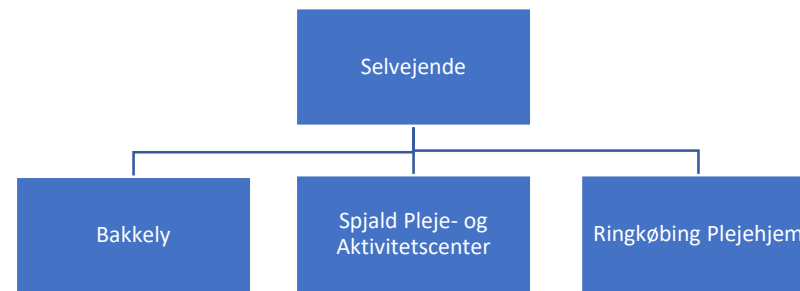 Selvejende
Bakkely
Spjald Pleje- og
Aktivitetscenter
Ringkøbing Plejehjem